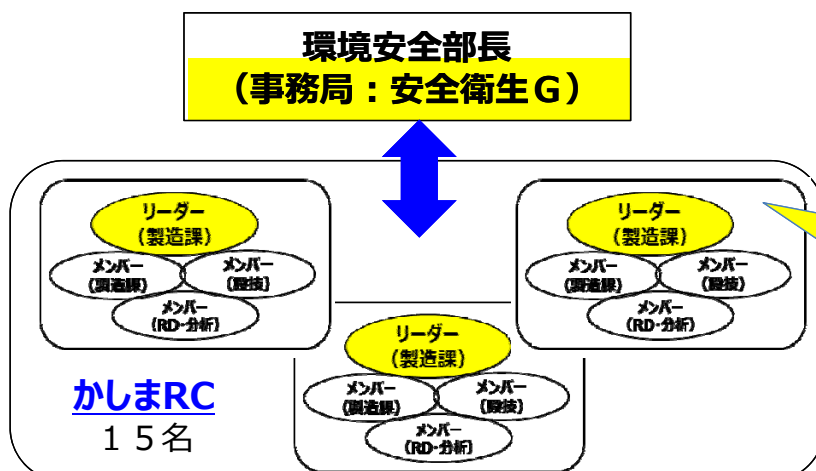 環境安全部長
(事務局:安全衛生G)
リーダー
(製造課)
メンバー
(製造課)
メンバー
(設技)
メンバー
(RD・分析)
リーダー
(製造課)
メンバー
(製造課)
メンバー
(設技)
メンバー
(RD・分析)
リーダー
(製造課)
メンバー
(製造課)
メンバー
(設技)
メンバー
(RD・分析)
かしまRC
15名